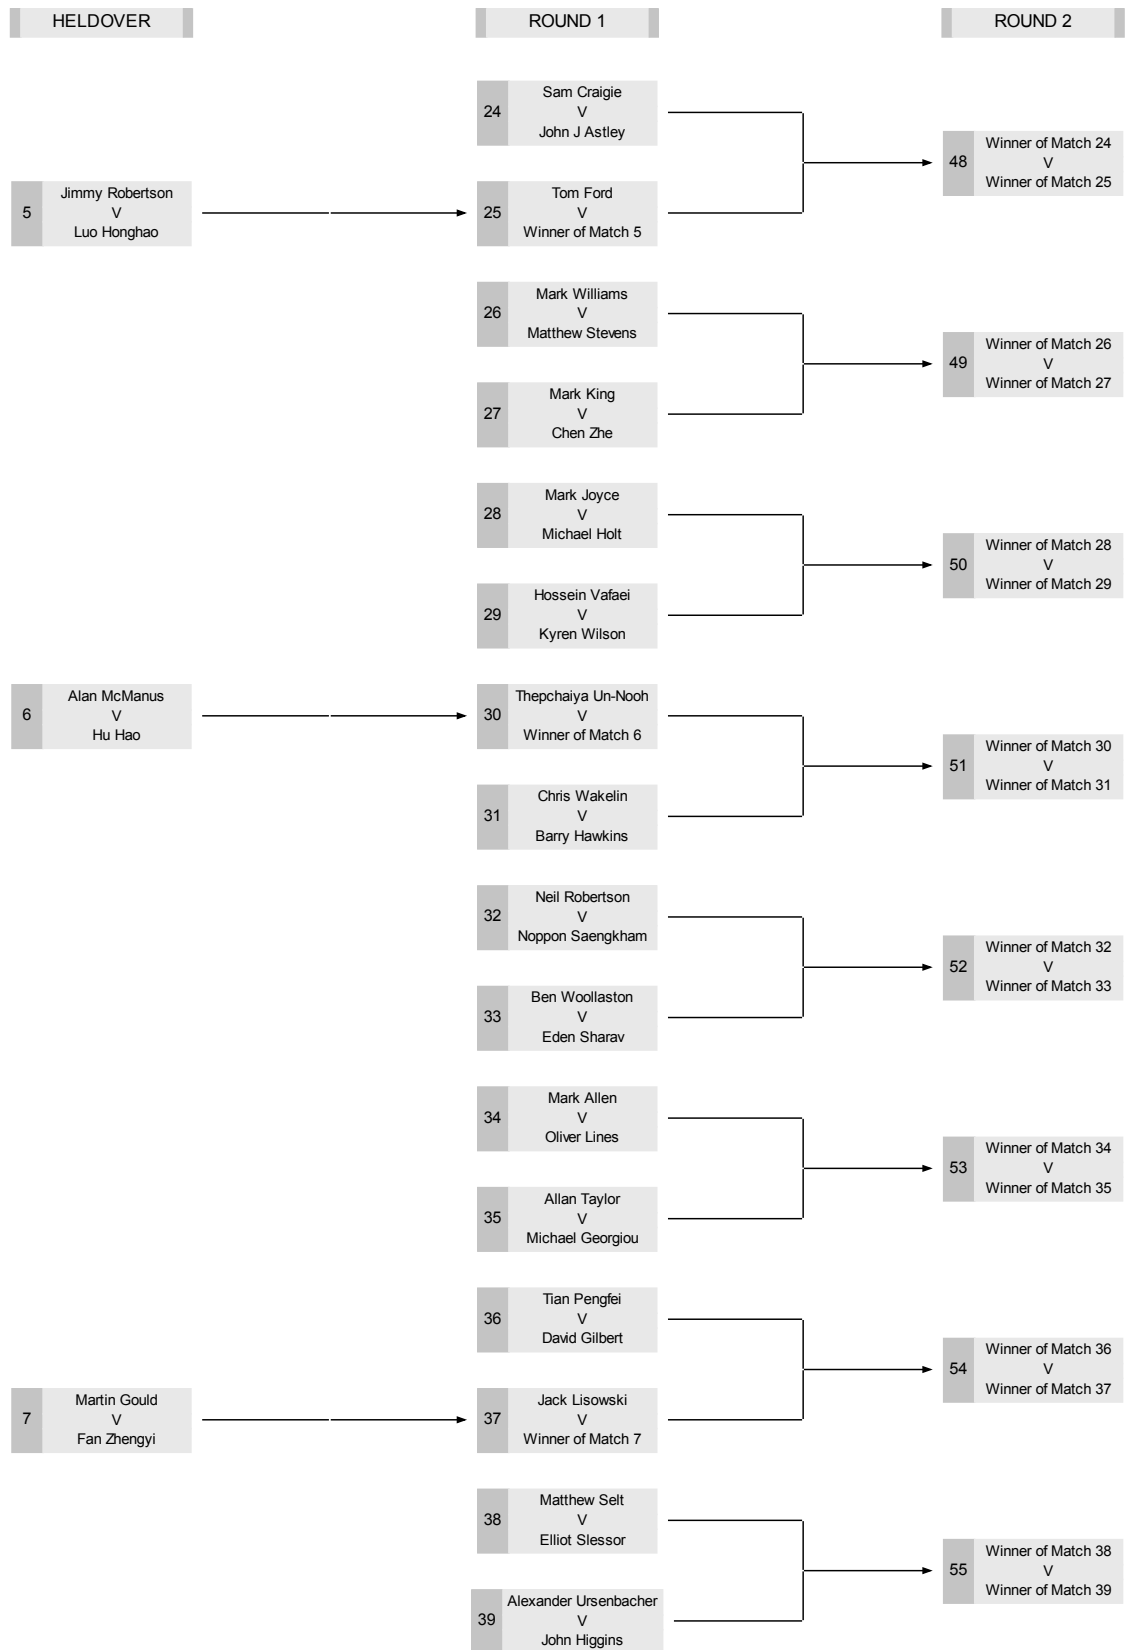 HELDOVER
ROUND 1
ROUND 2
24
Sam Craigie
V
John J Astley
48
Winner of Match 24
V
Winner of Match 25
5
Jimmy Robertson
V
Luo Honghao
25
Tom Ford
V
Winner of Match 5
26
Mark Williams
V
Matthew Stevens
49
Winner of Match 26
V
Winner of Match 27
27
Mark King
V
Chen Zhe
28
Mark Joyce
V
Michael Holt
50
Winner of Match 28
V
Winner of Match 29
29
Hossein Vafaei
V
Kyren Wilson
6
Alan McManus
V
Hu Hao
30
Thepchaiya Un-Nooh
V
Winner of Match 6
51
Winner of Match 30
V
Winner of Match 31
31
Chris Wakelin
V
Barry Hawkins
32
Neil Robertson
V
Noppon Saengkham
52
Winner of Match 32
V
Winner of Match 33
33
Ben Woollaston
V
Eden Sharav
34
Mark Allen
V
Oliver Lines
53
Winner of Match 34
V
Winner of Match 35
35
Allan Taylor
V
Michael Georgiou
36
Tian Pengfei
V
David Gilbert
54
Winner of Match 36
V
Winner of Match 37
7
Martin Gould
V
Fan Zhengyi
37
Jack Lisowski
V
Winner of Match 7
38
Matthew Selt
V
Elliot Slessor
55
Winner of Match 38
V
Winner of Match 39
39
Alexander Ursenbacher
V
John Higgins